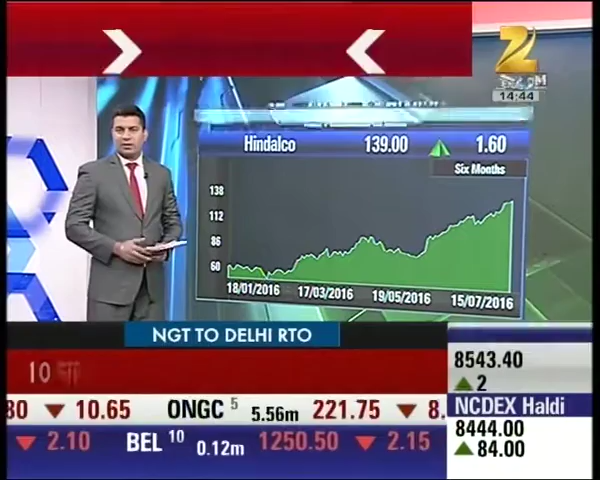 14:44
Hindalco 139.00 1.60
Six Months
138
112
86
60
18/01/2016 17/03/2016 19/05/2016 15/07/2016
NGT TO DELHI RTO
10
8543.40
2
80 10.65 ONGC 5 5.56m 221.75 8.
NCDEX Haldi
8444.00
84.00
2.10 BEL 10 0.12m 1250.50 2.15